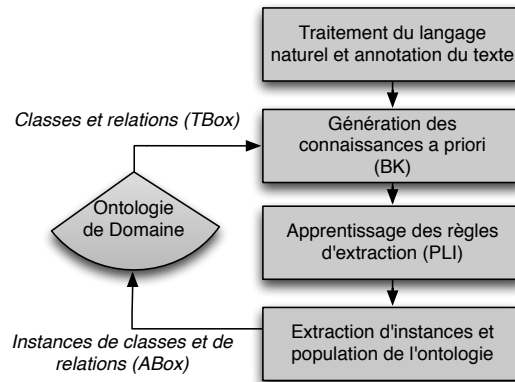 Traitement du langage
naturel et annotation du texte
Classes et relations (TBox)
Génération des
connaissances a priori
(BK)
Ontologie
de Domaine
Apprentissage des règles
d'extraction (PLI)
Instances de classes et de
relations (ABox)
Extraction d'instances et
population de l'ontologie